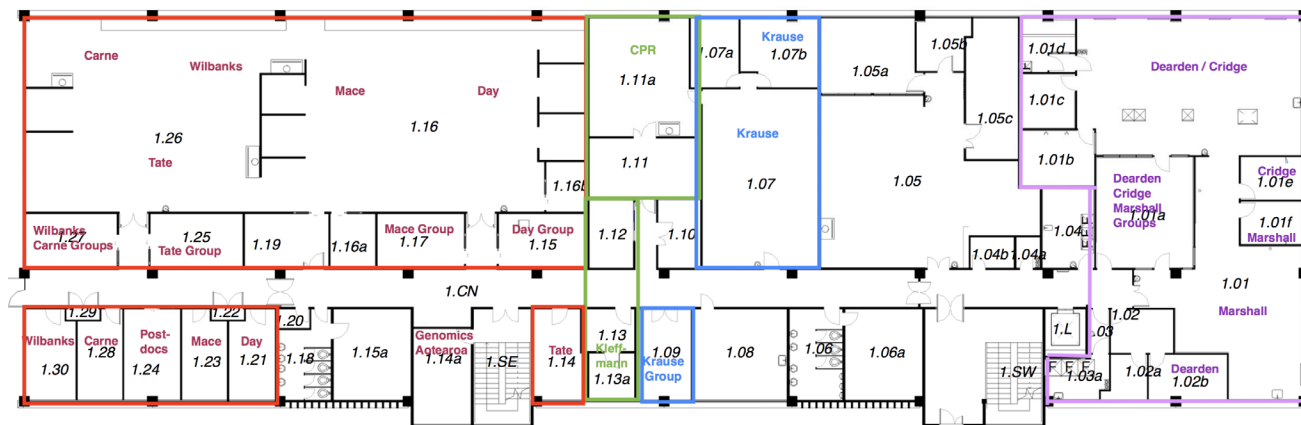 Carne
Wilbanks
1.26
Tate
Mace
Day
1.16
1.16b
CPR
1.11a
1.11
1.07a
Krause
1.07b
Krause
1.07
1.05a
1.05b
1.05c
1.05
1.01d
1.01c
1.01b
Dearden / Cridge
Dearden
Cridge
Marshall
Groups
1.01a
Cridge
1.01e
1.01f
Marshall
Wilbanks
1.27
Carne Groups
1.25
Tate Group
1.19
1.16a
Mace Group
1.17
Day Group
1.15
1.12
1.10
1.04b
1.04a
1.04
1.CN
1.01
Marshall
1.29
Wilbanks
1.30
Carne
1.28
Post-
docs
1.24
1.22
Mace
1.23
Day
1.21
1.20
1.18
1.15a
Genomics
Aotearoa
1.14a
1.SE
Tate
1.14
1.13
Kleff-
mann
1.13a
1.09
Krause
Group
1.08
1.06
1.06a
1.SW
1.L
03
1.02
F F F
1.03a
1.02a
Dearden
1.02b